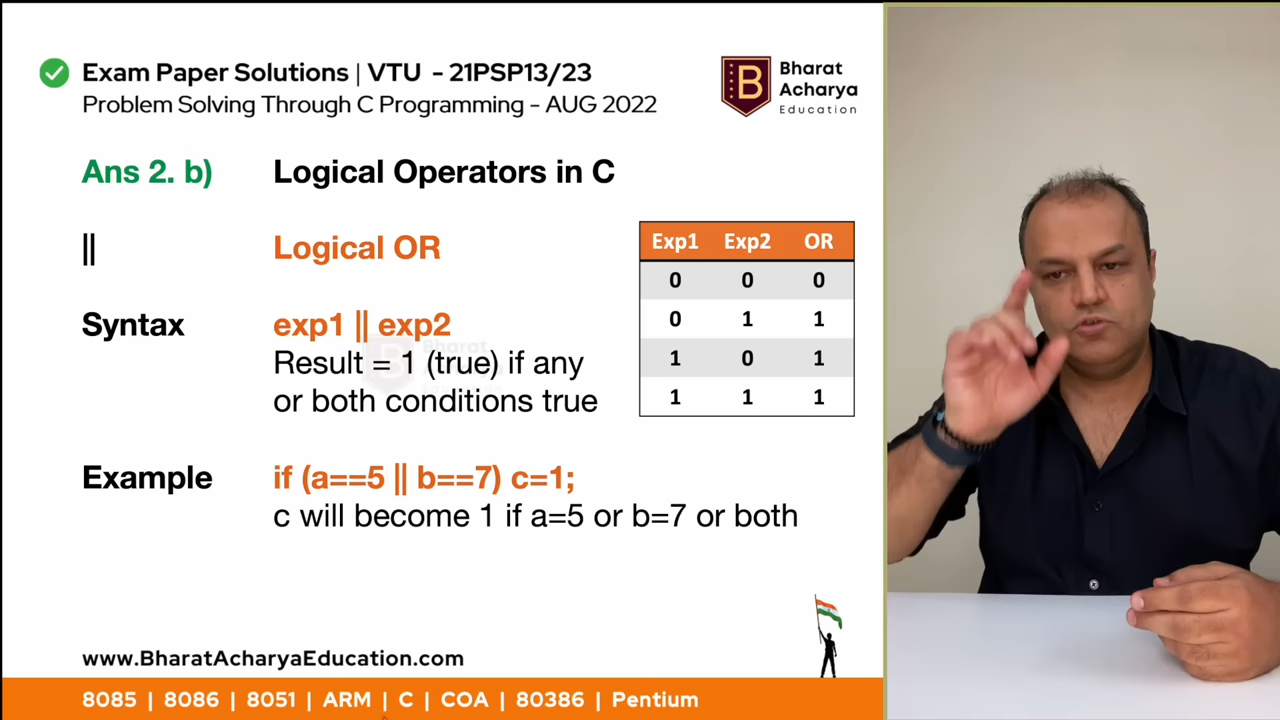 Exam Paper Solutions | VTU - 21PSP13/23
Problem Solving Through C Programming - AUG 2022
B
Bharat
Acharya
Education
Ans 2. b) Logical Operators in C
|| Logical OR
Syntax exp1 || exp2
Result = 1 (true) if any
or both conditions true
Exp1 Exp2 OR
0 0 0
0 1 1
1 0 1
1 1 1
Example if (a==5 || b==7) c=1;
c will become 1 if a=5 or b=7 or both
www.BharatAcharyaEducation.com
8085 | 8086 | 8051 | ARM | C | COA | 80386 | Pentium